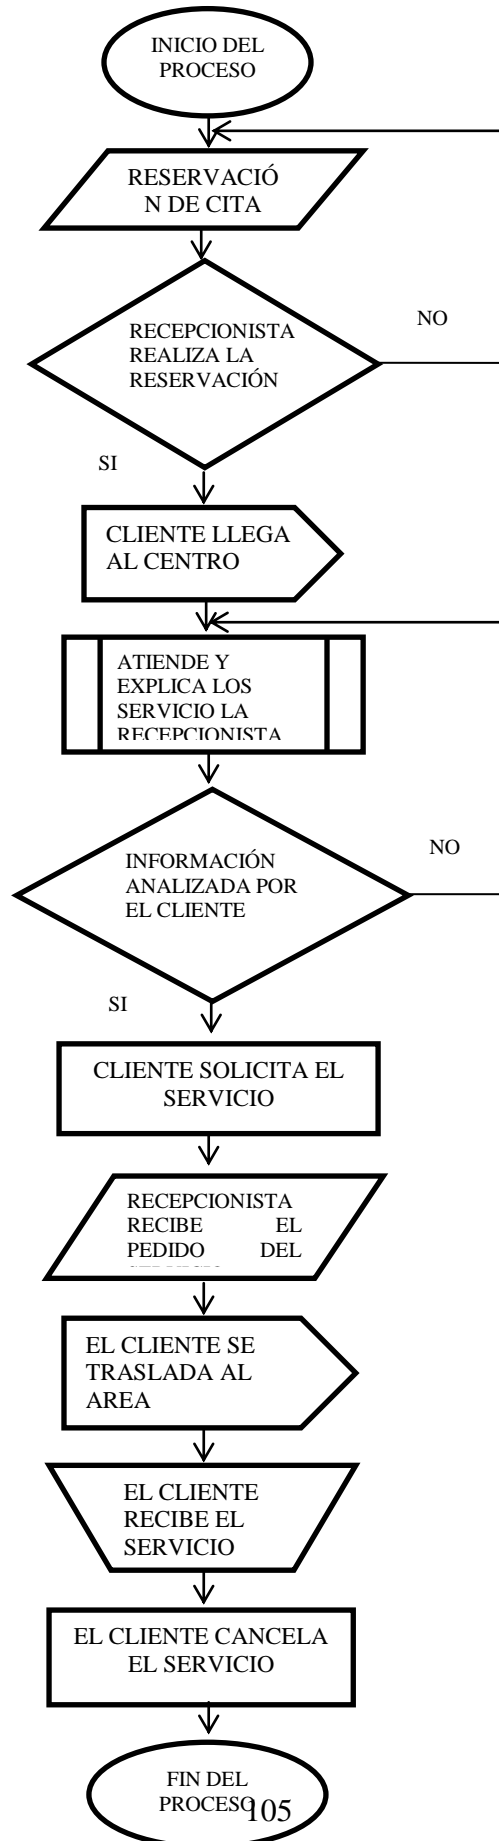 INICIO DEL
PROCESO
RESERVACIÓ
N DE CITA
RECEPCIONISTA
REALIZA LA
RESERVACIÓN
NO
SI
CLIENTE LLEGA
AL CENTRO
ATIENDE Y
EXPLICA LOS
SERVICIO LA
RECEPCIONISTA
INFORMACIÓN
ANALIZADA POR
EL CLIENTE
NO
SI
CLIENTE SOLICITA EL
SERVICIO
RECEPCIONISTA
RECIBE EL
PEDIDO DEL
EL CLIENTE SE
TRASLADA AL
AREA
EL CLIENTE
RECIBE EL
SERVICIO
EL CLIENTE CANCELA
EL SERVICIO
FIN DEL
PROCESO
105